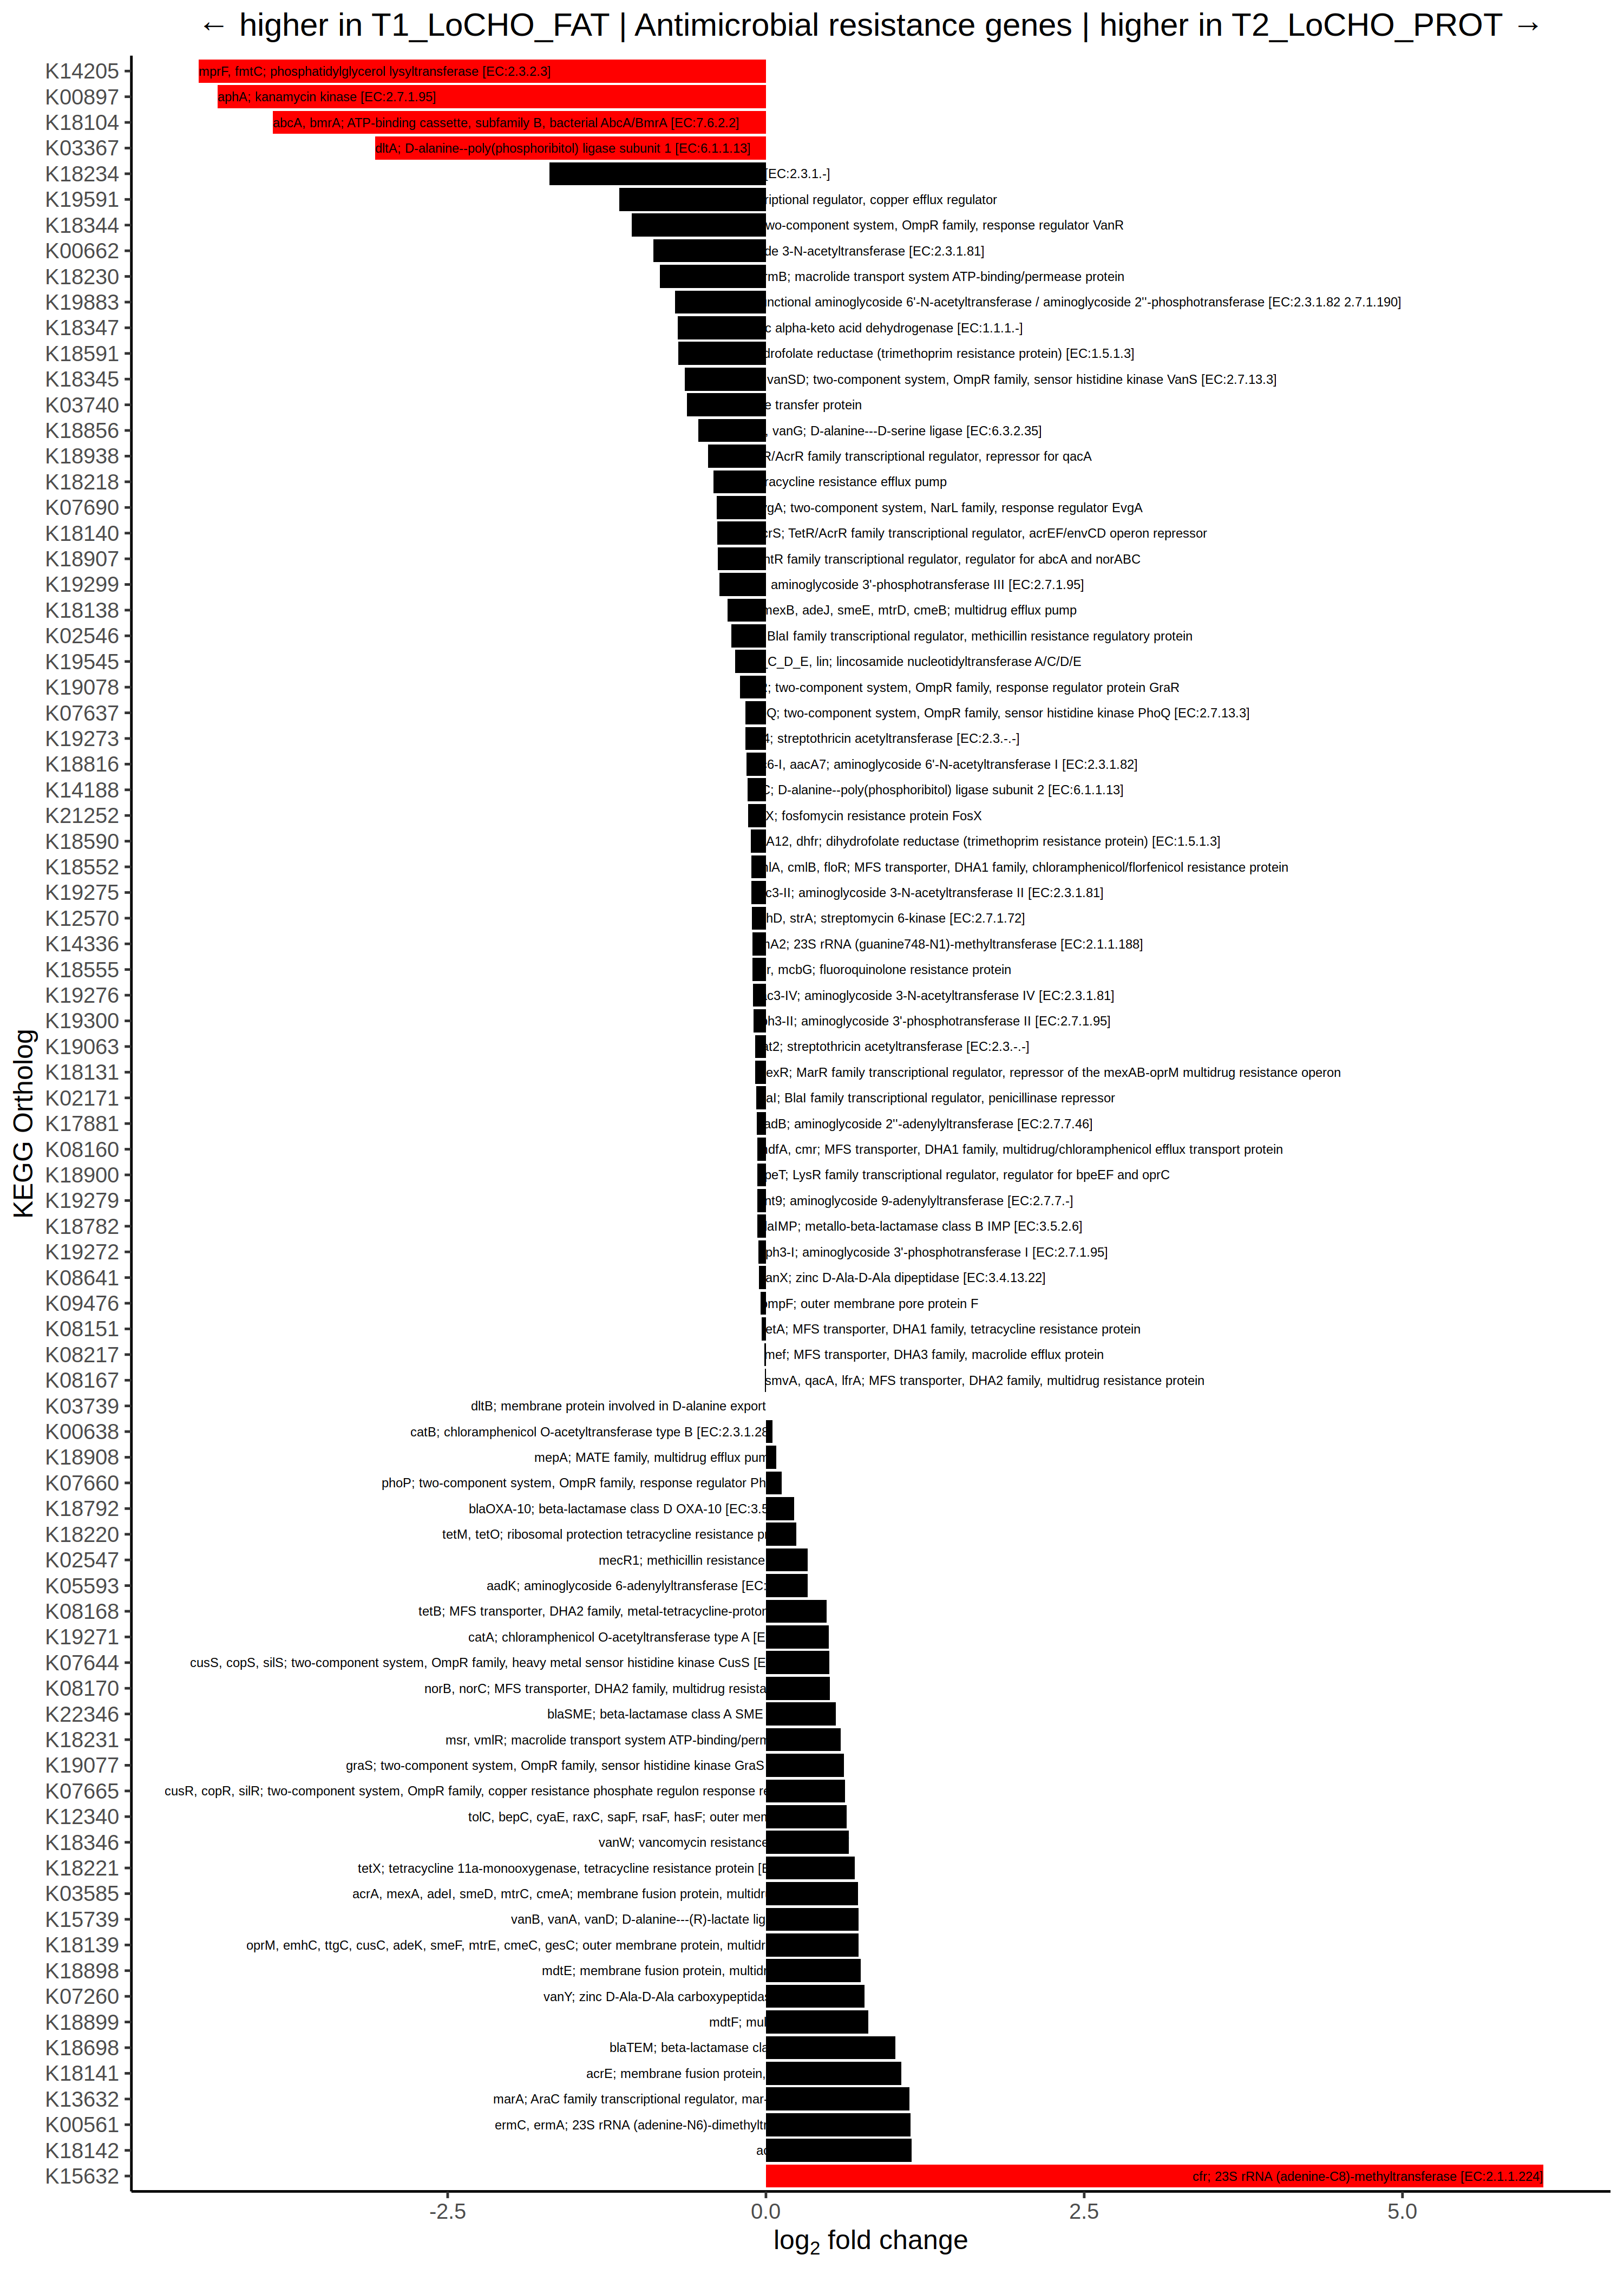 ← higher in T1_LoCHO_FAT | Antimicrobial resistance genes | higher in T2_LoCHO_PROT →
K14205 mprF, fmtC; phosphatidylglycerol lysyltransferase [EC:2.3.2.3]
K00897 aphA; kanamycin kinase [EC:2.7.1.95]
K18104 abcA, bmrA; ATP-binding cassette, subfamily B, bacterial AbcA/BmrA [EC:7.6.2.2]
K03367 dltA; D-alanine--poly(phosphoribitol) ligase subunit 1 [EC:6.1.1.13]
K18234 [EC:2.3.1.-]
K19591 regulator, copper efflux regulator
K18344 system, OmpR family, response regulator VanR
K00662 3-N-acetyltransferase [EC:2.3.1.81]
K18230 macrolide transport system ATP-binding/permease protein
K19883 aminoglycoside 6'-N-acetyltransferase / aminoglycoside 2''-phosphotransferase [EC:2.3.1.82 2.7.1.190]
K18347 alpha-keto acid dehydrogenase [EC:1.1.1.-]
K18591 reductase (trimethoprim resistance protein) [EC:1.5.1.3]
K18345 vanSD; two-component system, OmpR family, sensor histidine kinase VanS [EC:2.7.13.3]
K03740 transfer protein
K18856 , vanG; D-alanine---D-serine ligase [EC:6.3.2.35]
K18938 R/AcrR family transcriptional regulator, repressor for qacA
K18218 resistance efflux pump
K07690 two-component system, NarL family, response regulator EvgA
K18140 TetR/AcrR family transcriptional regulator, acrEF/envCD operon repressor
K18907 family transcriptional regulator, regulator for abcA and norABC
K19299 aminoglycoside 3'-phosphotransferase III [EC:2.7.1.95]
K18138 mexB, adeJ, smeE, mtrD, cmeB; multidrug efflux pump
K02546 BlaI family transcriptional regulator, methicillin resistance regulatory protein
K19545 C_D_E, lin; lincosamide nucleotidyltransferase A/C/D/E
K19078 two-component system, OmpR family, response regulator protein GraR
K07637 Q; two-component system, OmpR family, sensor histidine kinase PhoQ [EC:2.7.13.3]
K19273 4; streptothricin acetyltransferase [EC:2.3.-.-]
K18816 6-I, aacA7; aminoglycoside 6'-N-acetyltransferase I [EC:2.3.1.82]
K14188 C; D-alanine--poly(phosphoribitol) ligase subunit 2 [EC:6.1.1.13]
K21252 X; fosfomycin resistance protein FosX
K18590 A12, dhfr; dihydrofolate reductase (trimethoprim resistance protein) [EC:1.5.1.3]
K18552 cmlB, floR; MFS transporter, DHA1 family, chloramphenicol/florfenicol resistance protein
K19275 c3-II; aminoglycoside 3-N-acetyltransferase II [EC:2.3.1.81]
K12570 hD, strA; streptomycin 6-kinase [EC:2.7.1.72]
K14336 A2; 23S rRNA (guanine748-N1)-methyltransferase [EC:2.1.1.188]
K18555 r, mcbG; fluoroquinolone resistance protein
K19276 c3-IV; aminoglycoside 3-N-acetyltransferase IV [EC:2.3.1.81]
K19300 h3-II; aminoglycoside 3'-phosphotransferase II [EC:2.7.1.95]
K19063 at2; streptothricin acetyltransferase [EC:2.3.-.-]
K18131 exR; MarR family transcriptional regulator, repressor of the mexAB-oprM multidrug resistance operon
K02171 aI; BlaI family transcriptional regulator, penicillinase repressor
K17881 adB; aminoglycoside 2''-adenylyltransferase [EC:2.7.7.46]
K08160 dfA, cmr; MFS transporter, DHA1 family, multidrug/chloramphenicol efflux transport protein
K18900 peT; LysR family transcriptional regulator, regulator for bpeEF and oprC
K19279 nt9; aminoglycoside 9-adenylyltransferase [EC:2.7.7.-]
K18782 aIMP; metallo-beta-lactamase class B IMP [EC:3.5.2.6]
K19272 ph3-I; aminoglycoside 3'-phosphotransferase I [EC:2.7.1.95]
K08641 anX; zinc D-Ala-D-Ala dipeptidase [EC:3.4.13.22]
K09476 ompF; outer membrane pore protein F
K08151 tetA; MFS transporter, DHA1 family, tetracycline resistance protein
K08217 mef; MFS transporter, DHA3 family, macrolide efflux protein
K08167 smvA, qacA, lfrA; MFS transporter, DHA2 family, multidrug resistance protein
K03739 dltB; membrane protein involved in D-alanine export
K00638 catB; chloramphenicol O-acetyltransferase type B [EC:2.3.1.28
K18908 mepA; MATE family, multidrug efflux pum
K07660 phoP; two-component system, OmpR family, response regulator Ph
K18792 blaOXA-10; beta-lactamase class D OXA-10 [EC:3.5
K18220 tetM, tetO; ribosomal protection tetracycline resistance p
K02547 mecR1; methicillin resistance
K05593 aadK; aminoglycoside 6-adenylyltransferase [EC:
K08168 tetB; MFS transporter, DHA2 family, metal-tetracycline-proton
K19271 catA; chloramphenicol O-acetyltransferase type A [E
K07644 cusS, copS, silS; two-component system, OmpR family, heavy metal sensor histidine kinase CusS [E
K08170 norB, norC; MFS transporter, DHA2 family, multidrug resista
K22346 blaSME; beta-lactamase class A SME
K18231 msr, vmlR; macrolide transport system ATP-binding/perm
K19077 graS; two-component system, OmpR family, sensor histidine kinase GraS
K07665 cusR, copR, silR; two-component system, OmpR family, copper resistance phosphate regulon response re
K12340 tolC, bepC, cyaE, raxC, sapF, rsaF, hasF; outer mem
K18346 vanW; vancomycin resistance
K18221 tetX; tetracycline 11a-monooxygenase, tetracycline resistance protein [E
K03585 acrA, mexA, adeI, smeD, mtrC, cmeA; membrane fusion protein, multidr
K15739 vanB, vanA, vanD; D-alanine---(R)-lactate lig
K18139 oprM, emhC, ttgC, cusC, adeK, smeF, mtrE, cmeC, gesC; outer membrane protein, multidr
K18898 mdtE; membrane fusion protein, multidr
K07260 vanY; zinc D-Ala-D-Ala carboxypeptidas
K18899 mdtF; mul
K18698 blaTEM; beta-lactamase cla
K18141 acrE; membrane fusion protein,
K13632 marA; AraC family transcriptional regulator, mar-
K00561 ermC, ermA; 23S rRNA (adenine-N6)-dimethyltr
K18142 ac
K15632 cfr; 23S rRNA (adenine-C8)-methyltransferase [EC:2.1.1.224]
KEGG Ortholog
-2.5 0.0 2.5 5.0
log2 fold change